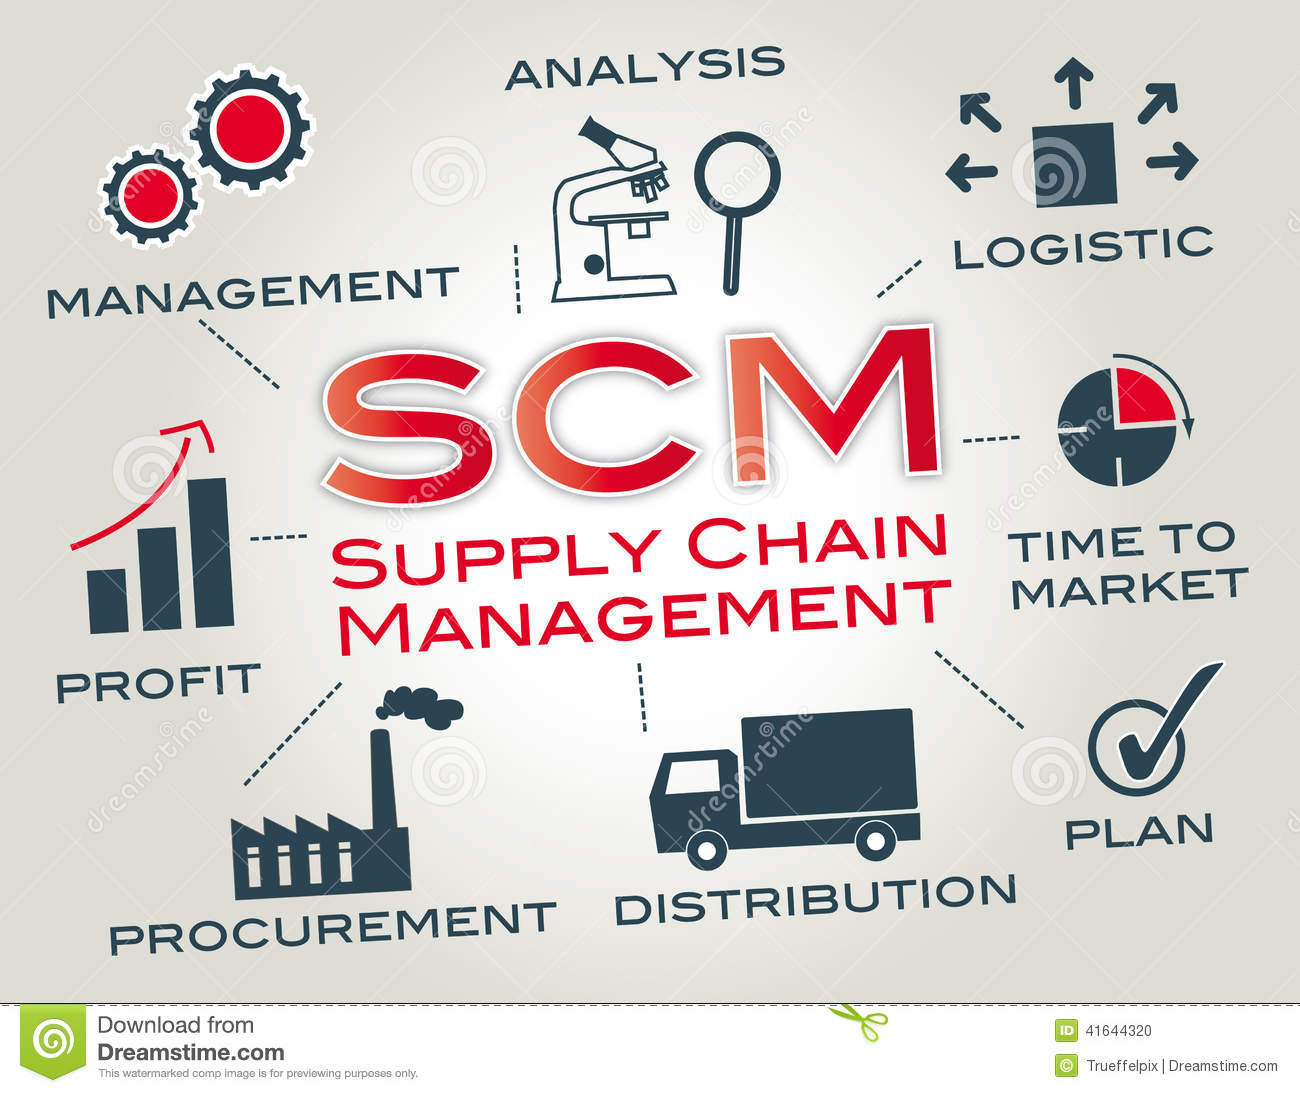 ANALYSIS
MANAGEMENT
LOGISTIC
SCM
SUPPLY CHAIN
MANAGEMENT
TIME TO
MARKET
PROFIT
PLAN
PROCUREMENT
DISTRIBUTION
dreamstime
Download from
Dreamstime.com
This watermarked comp image is for previewing purposes only.
ID 41644320
© Trueffelpix | Dreamstime.com